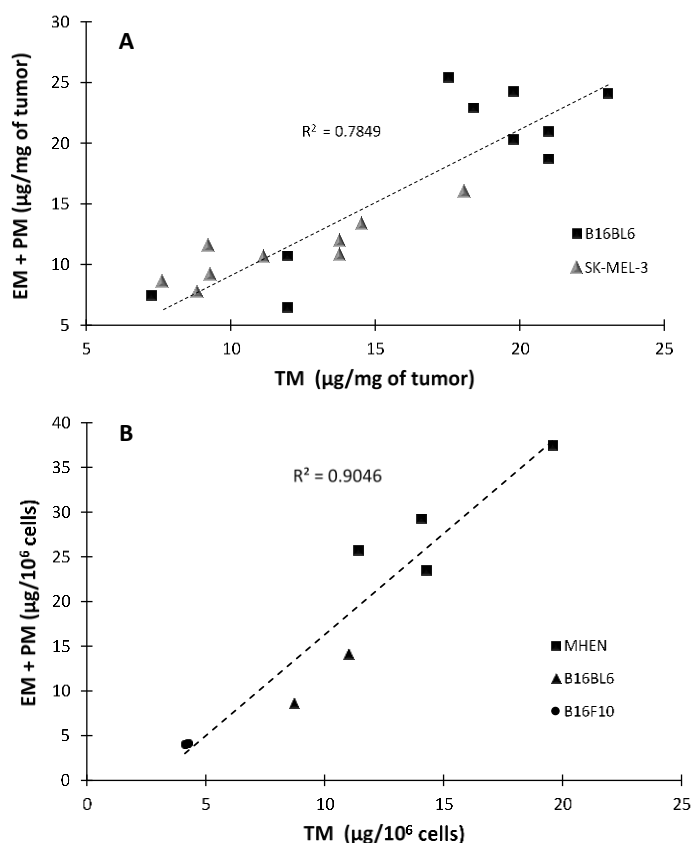 30
A
25
20
R² = 0.7849
15
B16BL6
10
SK-MEL-3
5
5 10 15 20 25
EM + PM (µg/mg of tumor)
TM (µg/mg of tumor)
40
B
35
R² = 0.9046
30
25
20
15
MHEN
10
B16BL6
B16F10
5
0
0 5 10 15 20 25
EM + PM (µg/10⁶ cells)
TM (µg/10⁶ cells)